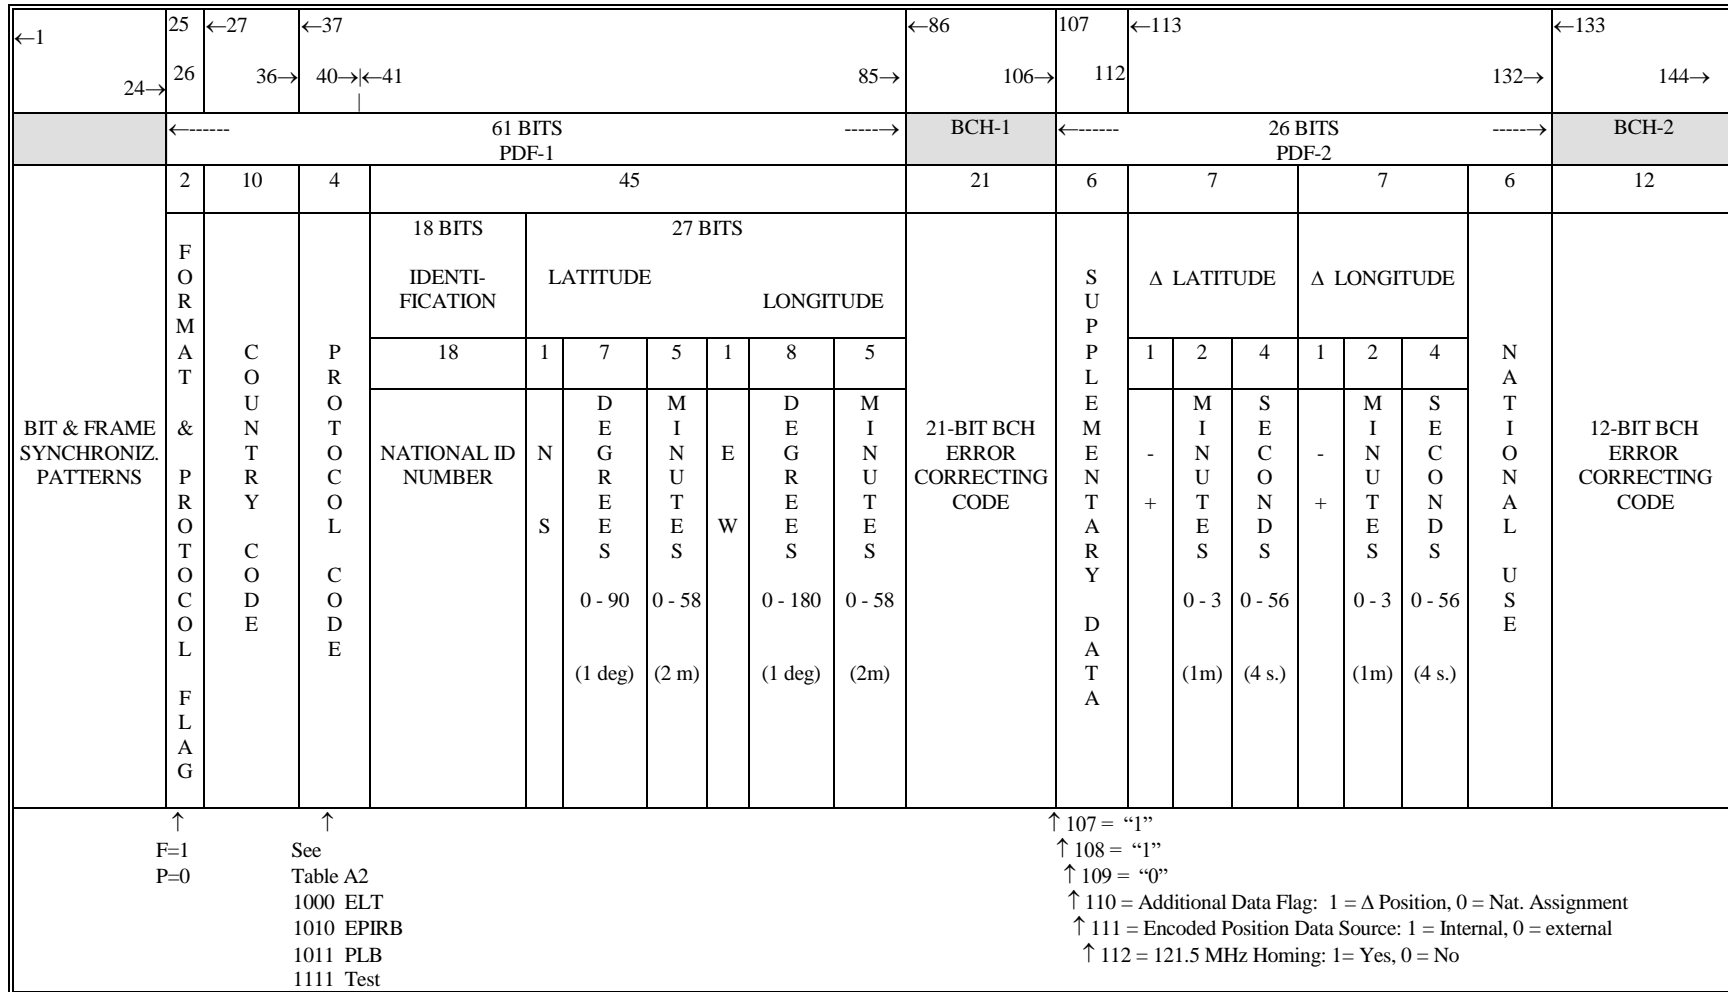 ←1 25 ←27 ←37 ←86 107 ←113 ←133
24→ 26 36→ 40→|←41 85→ 106→ 112 132→ 144→
|
←------ 61 BITS -----→ BCH-1 ←------ 26 BITS -----→ BCH-2
PDF-1 PDF-2
2 10 4 45 21 6 7 7 6 12
18 BITS 27 BITS
IDENTI- LATITUDE Δ LATITUDE Δ LONGITUDE
FICATION LONGITUDE
18 1 7 5 1 8 5 1 2 4 1 2 4
BIT & FRAME
SYNCHRONIZ.
PATTERNS
FORMAT & PROTOCOL FLAG
COUNTRY CODE
PROTOCOL CODE
NATIONAL ID
NUMBER
N
S
DEGREES
0 - 90
(1 deg)
MINUTES
0 - 58
(2 m)
E
W
DEGREES
0 - 180
(1 deg)
MINUTES
0 - 58
(2m)
21-BIT BCH
ERROR
CORRECTING
CODE
SUPPLEMENTARY DATA
-
+
MINUTES
0 - 3
(1m)
SECONDS
0 - 56
(4 s.)
-
+
MINUTES
0 - 3
(1m)
SECONDS
0 - 56
(4 s.)
NATIONAL USE
12-BIT BCH
ERROR
CORRECTING
CODE
↑ ↑ ↑ 107 = “1”
F=1 See ↑ 108 = “1”
P=0 Table A2 ↑ 109 = “0”
1000 ELT ↑ 110 = Additional Data Flag: 1 = Δ Position, 0 = Nat. Assignment
1010 EPIRB ↑ 111 = Encoded Position Data Source: 1 = Internal, 0 = external
1011 PLB ↑ 112 = 121.5 MHz Homing: 1= Yes, 0 = No
1111 Test